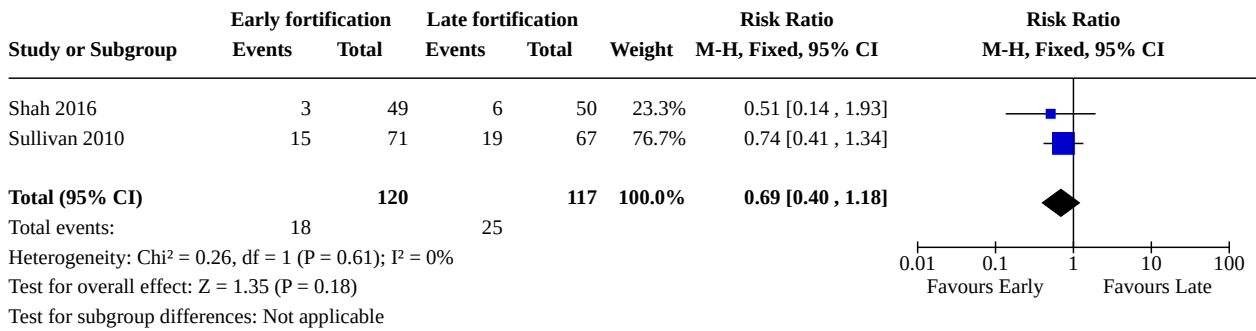 Early fortification Late fortification Risk Ratio Risk Ratio
Study or Subgroup Events Total Events Total Weight M-H, Fixed, 95% CI M-H, Fixed, 95% CI
Shah 2016 3 49 6 50 23.3% 0.51 [0.14 , 1.93]
Sullivan 2010 15 71 19 67 76.7% 0.74 [0.41 , 1.34]
Total (95% CI) 120 117 100.0% 0.69 [0.40 , 1.18]
Total events: 18 25
Heterogeneity: Chi² = 0.26, df = 1 (P = 0.61); I² = 0%
0.01 0.1 1 10 100
Test for overall effect: Z = 1.35 (P = 0.18) Favours Early Favours Late
Test for subgroup differences: Not applicable